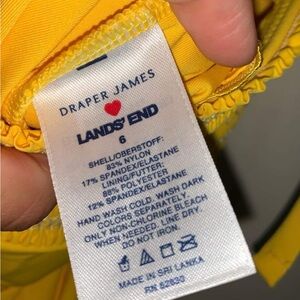 DRAPER JAMES
LANDS' END
6
SHELL/OBERSTOFF:
83% NYLON
17% SPANDEX/ELASTANE
LINING/FUTTER:
88% POLYESTER
12% SPANDEX/ELASTANE
HAND WASH COLD. WASH DARK
COLORS SEPARATELY.
ONLY NON-CHLORINE BLEACH
WHEN NEEDED. LINE DRY.
DO NOT IRON.
MADE IN SRI LANKA
RN 62830